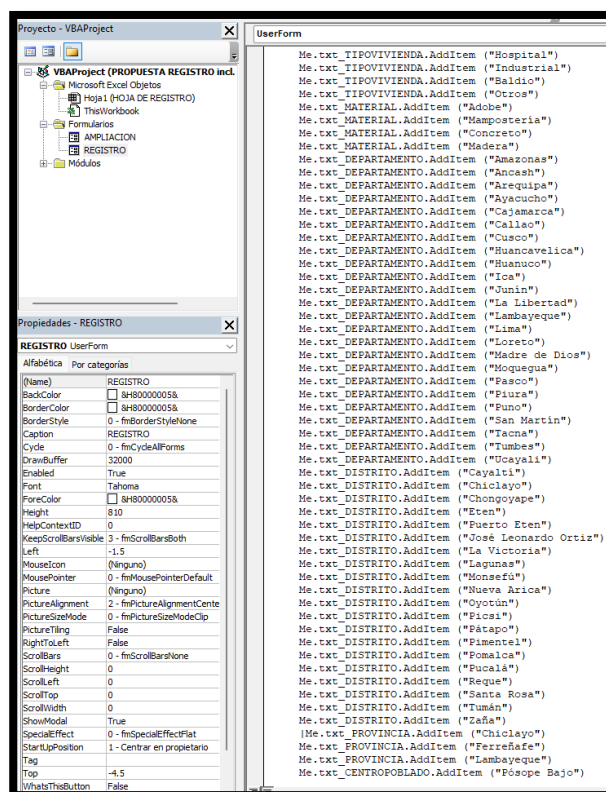 Proyecto - VBAProject
VBAProject (PROPUESTA REGISTRO incl.
Microsoft Excel Objetos
Hoja1 (HOJA DE REGISTRO)
ThisWorkbook
Formularios
AMPLIACION
REGISTRO
Módulos
Propiedades - REGISTRO
REGISTRO UserForm
Alfabética Por categorías
(Name) REGISTRO
BackColor &H80000005&
BorderColor &H80000005&
BorderStyle 0 - fmBorderStyleNone
Caption REGISTRO
Cycle 0 - fmCycleAllForms
DrawBuffer 32000
Enabled True
Font Tahoma
ForeColor &H80000005&
Height 810
HelpContextID 0
KeepScrollBarsVisible 3 - fmScrollBarsBoth
Left -1.5
MouseIcon (Ninguno)
MousePointer 0 - fmMousePointerDefault
Picture (Ninguno)
PictureAlignment 2 - fmPictureAlignmentCente
PictureSizeMode 0 - fmPictureSizeModeClip
PictureTiling False
RightToLeft False
ScrollBars 0 - fmScrollBarsNone
ScrollHeight 0
ScrollLeft 0
ScrollTop 0
ScrollWidth 0
ShowModal True
SpecialEffect 0 - fmSpecialEffectFlat
StartUpPosition 1 - Centrar en propietario
Tag
Top -4.5
WhatsThisButton False
UserForm
Me.txt_TIPOVIVIENDA.AddItem ("Hospital")
Me.txt_TIPOVIVIENDA.AddItem ("Industrial")
Me.txt_TIPOVIVIENDA.AddItem ("Baldio")
Me.txt_TIPOVIVIENDA.AddItem ("Otros")
Me.txt_MATERIAL.AddItem ("Adobe")
Me.txt_MATERIAL.AddItem ("Mampostería")
Me.txt_MATERIAL.AddItem ("Concreto")
Me.txt_MATERIAL.AddItem ("Madera")
Me.txt_DEPARTAMENTO.AddItem ("Amazonas")
Me.txt_DEPARTAMENTO.AddItem ("Ancash")
Me.txt_DEPARTAMENTO.AddItem ("Arequipa")
Me.txt_DEPARTAMENTO.AddItem ("Ayacucho")
Me.txt_DEPARTAMENTO.AddItem ("Cajamarca")
Me.txt_DEPARTAMENTO.AddItem ("Callao")
Me.txt_DEPARTAMENTO.AddItem ("Cusco")
Me.txt_DEPARTAMENTO.AddItem ("Huancavelica")
Me.txt_DEPARTAMENTO.AddItem ("Huanuco")
Me.txt_DEPARTAMENTO.AddItem ("Ica")
Me.txt_DEPARTAMENTO.AddItem ("Junín")
Me.txt_DEPARTAMENTO.AddItem ("La Libertad")
Me.txt_DEPARTAMENTO.AddItem ("Lambayeque")
Me.txt_DEPARTAMENTO.AddItem ("Lima")
Me.txt_DEPARTAMENTO.AddItem ("Loreto")
Me.txt_DEPARTAMENTO.AddItem ("Madre de Dios")
Me.txt_DEPARTAMENTO.AddItem ("Moquegua")
Me.txt_DEPARTAMENTO.AddItem ("Pasco")
Me.txt_DEPARTAMENTO.AddItem ("Piura")
Me.txt_DEPARTAMENTO.AddItem ("Puno")
Me.txt_DEPARTAMENTO.AddItem ("San Martín")
Me.txt_DEPARTAMENTO.AddItem ("Tacna")
Me.txt_DEPARTAMENTO.AddItem ("Tumbes")
Me.txt_DEPARTAMENTO.AddItem ("Ucayali")
Me.txt_DISTRITO.AddItem ("Cayaltí")
Me.txt_DISTRITO.AddItem ("Chiclayo")
Me.txt_DISTRITO.AddItem ("Chongoyape")
Me.txt_DISTRITO.AddItem ("Eten")
Me.txt_DISTRITO.AddItem ("Puerto Eten")
Me.txt_DISTRITO.AddItem ("José Leonardo Ortiz")
Me.txt_DISTRITO.AddItem ("La Victoria")
Me.txt_DISTRITO.AddItem ("Lagunas")
Me.txt_DISTRITO.AddItem ("Monsefú")
Me.txt_DISTRITO.AddItem ("Nueva Arica")
Me.txt_DISTRITO.AddItem ("Oyotún")
Me.txt_DISTRITO.AddItem ("Picsi")
Me.txt_DISTRITO.AddItem ("Pátapo")
Me.txt_DISTRITO.AddItem ("Pimentel")
Me.txt_DISTRITO.AddItem ("Pomalca")
Me.txt_DISTRITO.AddItem ("Pucalá")
Me.txt_DISTRITO.AddItem ("Reque")
Me.txt_DISTRITO.AddItem ("Santa Rosa")
Me.txt_DISTRITO.AddItem ("Tumán")
Me.txt_DISTRITO.AddItem ("Zaña")
Me.txt_PROVINCIA.AddItem ("Chiclayo")
Me.txt_PROVINCIA.AddItem ("Ferreñafe")
Me.txt_PROVINCIA.AddItem ("Lambayeque")
Me.txt_CENTROPOBLADO.AddItem ("Pósope Bajo")